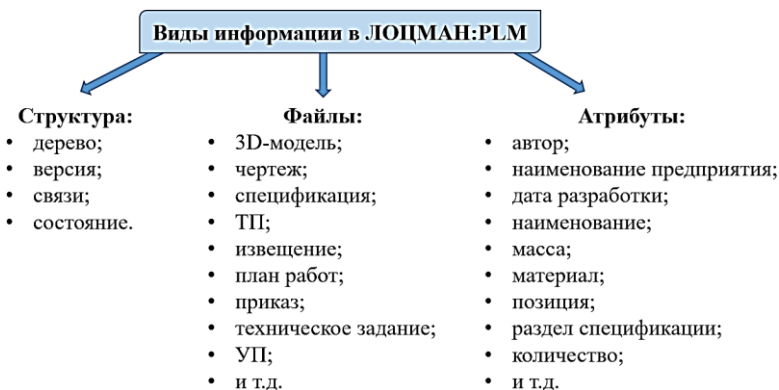 Виды информации в ЛОЦМАН:PLM
Структура:
• дерево;
• версия;
• связи;
• состояние.
Файлы:
• 3D-модель;
• чертеж;
• спецификация;
• ТП;
• извещение;
• план работ;
• приказ;
• техническое задание;
• УП;
• и т.д.
Атрибуты:
• автор;
• наименование предприятия;
• дата разработки;
• наименование;
• масса;
• материал;
• позиция;
• раздел спецификации;
• количество;
• и т.д.